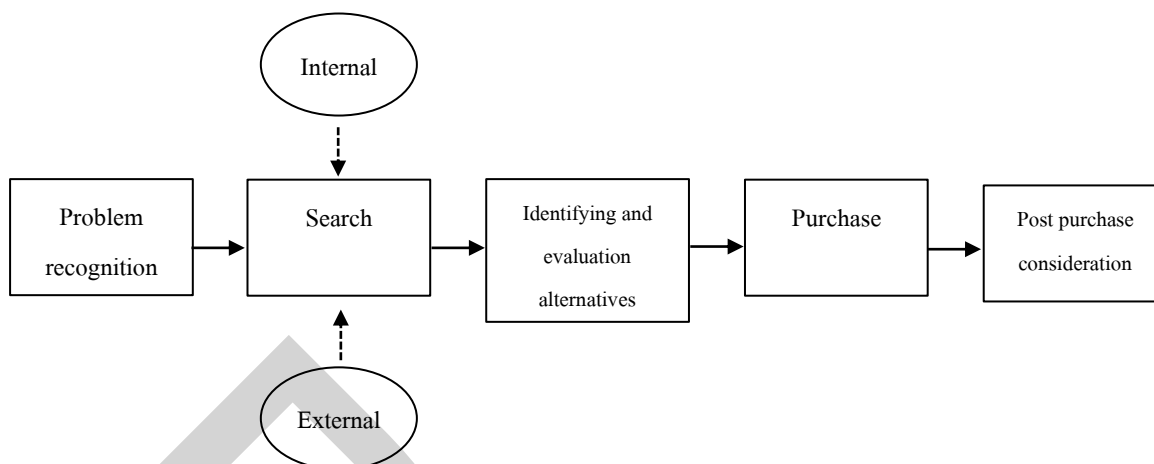 Internal
Problem
recognition
Search
Identifying and
evaluation
alternatives
Purchase
Post purchase
consideration
External